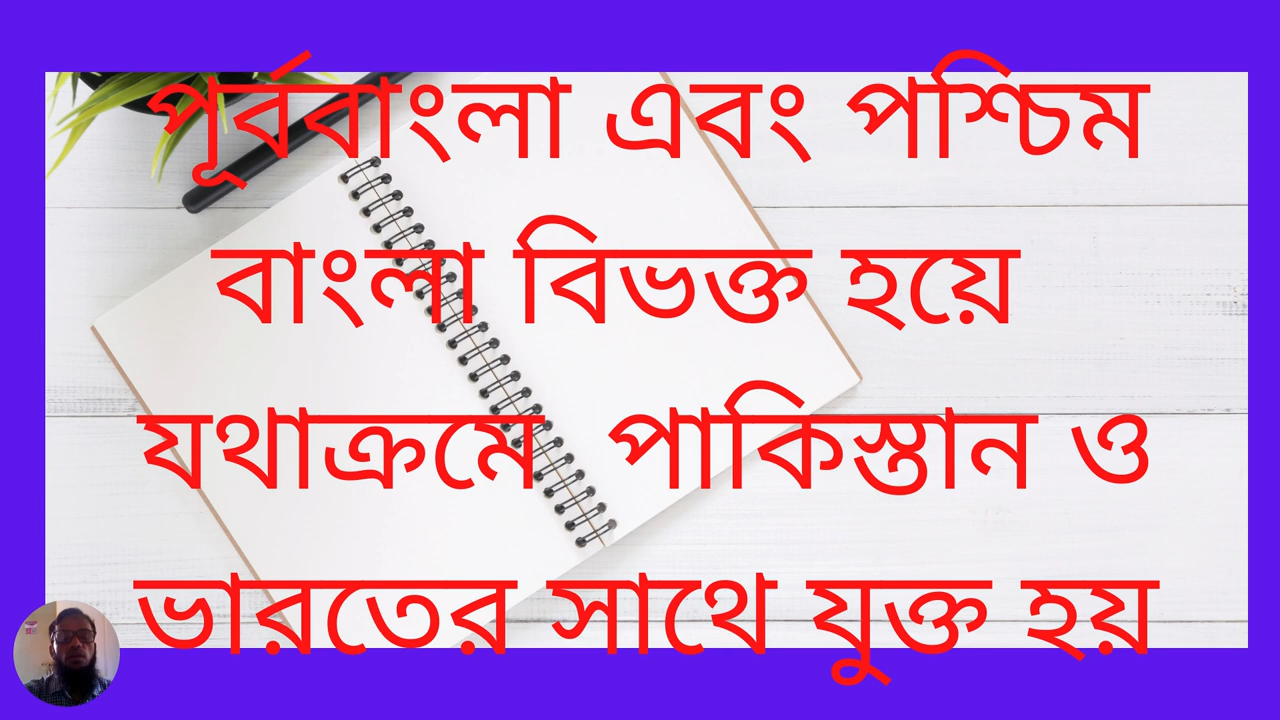 পূর্ববাংলা এবং পশ্চিম
বাংলা বিভক্ত হয়ে
যথাক্রমে পাকিস্তান ও
ভারতের সাথে যুক্ত হয়